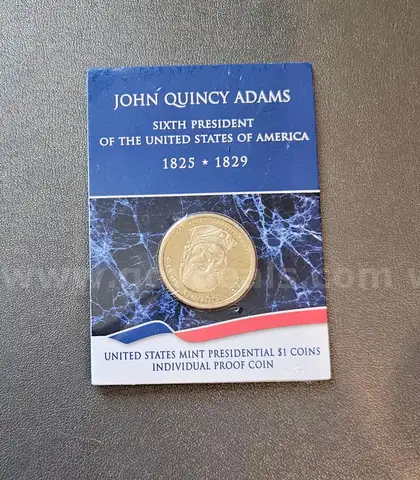 JOHN QUINCY ADAMS
SIXTH PRESIDENT
OF THE UNITED STATES OF AMERICA
1825 ★ 1829
UNITED STATES MINT PRESIDENTIAL $1 COINS
INDIVIDUAL PROOF COIN